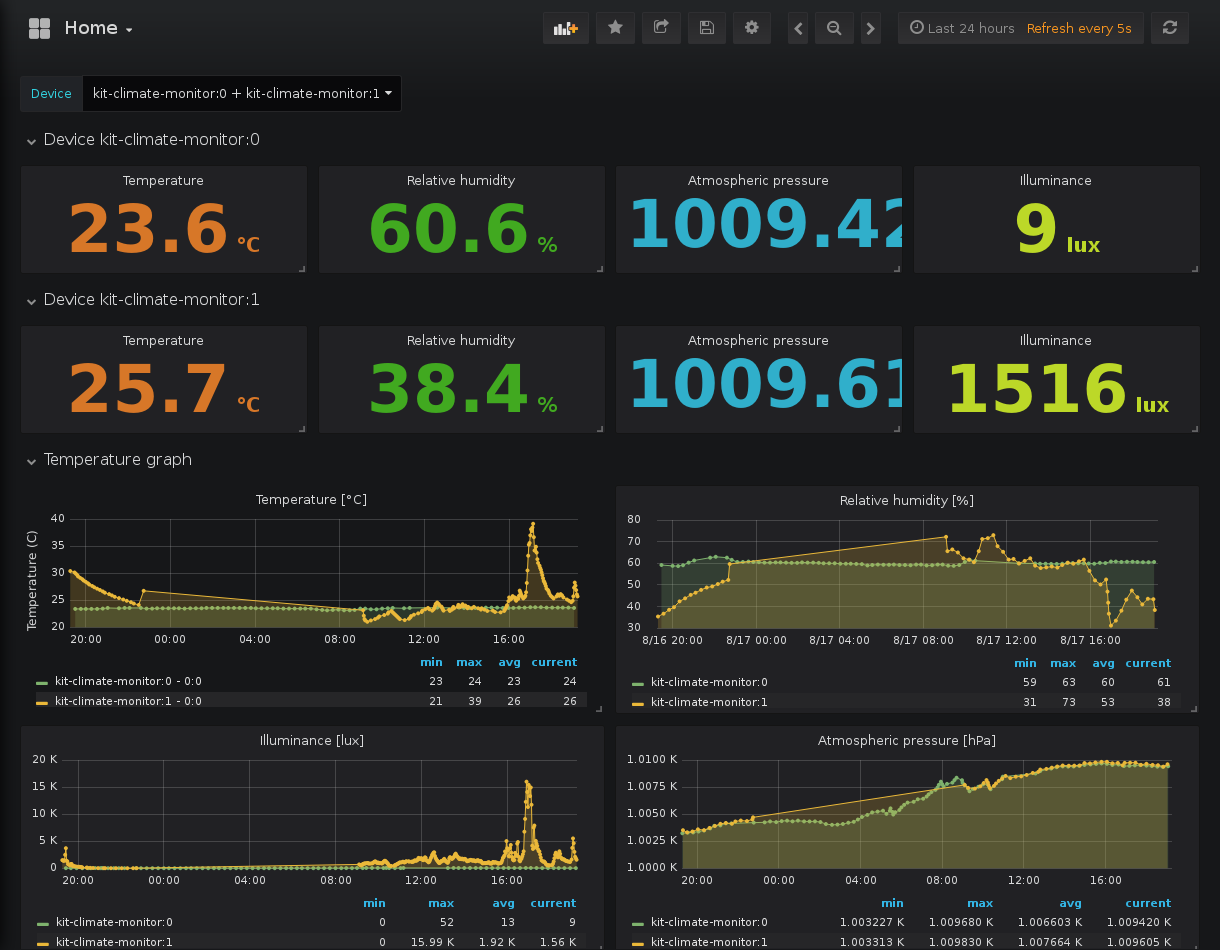 Home
Last 24 hours Refresh every 5s
Device kit-climate-monitor:0 + kit-climate-monitor:1
Device kit-climate-monitor:0
Temperature Relative humidity Atmospheric pressure Illuminance
23.6 °C 60.6 % 1009.42 9 lux
Device kit-climate-monitor:1
Temperature Relative humidity Atmospheric pressure Illuminance
25.7 °C 38.4 % 1009.61 1516 lux
Temperature graph
Temperature [°C]
Temperature (C)
40
35
30
25
20
20:00 00:00 04:00 08:00 12:00 16:00
min max avg current
kit-climate-monitor:0 - 0:0 23 24 23 24
kit-climate-monitor:1 - 0:0 21 39 26 26
Relative humidity [%]
80
70
60
50
40
30
8/16 20:00 8/17 00:00 8/17 04:00 8/17 08:00 8/17 12:00 8/17 16:00
min max avg current
kit-climate-monitor:0 59 63 60 61
kit-climate-monitor:1 31 73 53 38
Illuminance [lux]
20 K
15 K
10 K
5 K
0
20:00 00:00 04:00 08:00 12:00 16:00
min max avg current
kit-climate-monitor:0 0 52 13 9
kit-climate-monitor:1 0 15.99 K 1.92 K 1.56 K
Atmospheric pressure [hPa]
1.0100 K
1.0075 K
1.0050 K
1.0025 K
1.0000 K
20:00 00:00 04:00 08:00 12:00 16:00
min max avg current
kit-climate-monitor:0 1.003227 K 1.009680 K 1.006603 K 1.009420 K
kit-climate-monitor:1 1.003313 K 1.009830 K 1.007664 K 1.009605 K